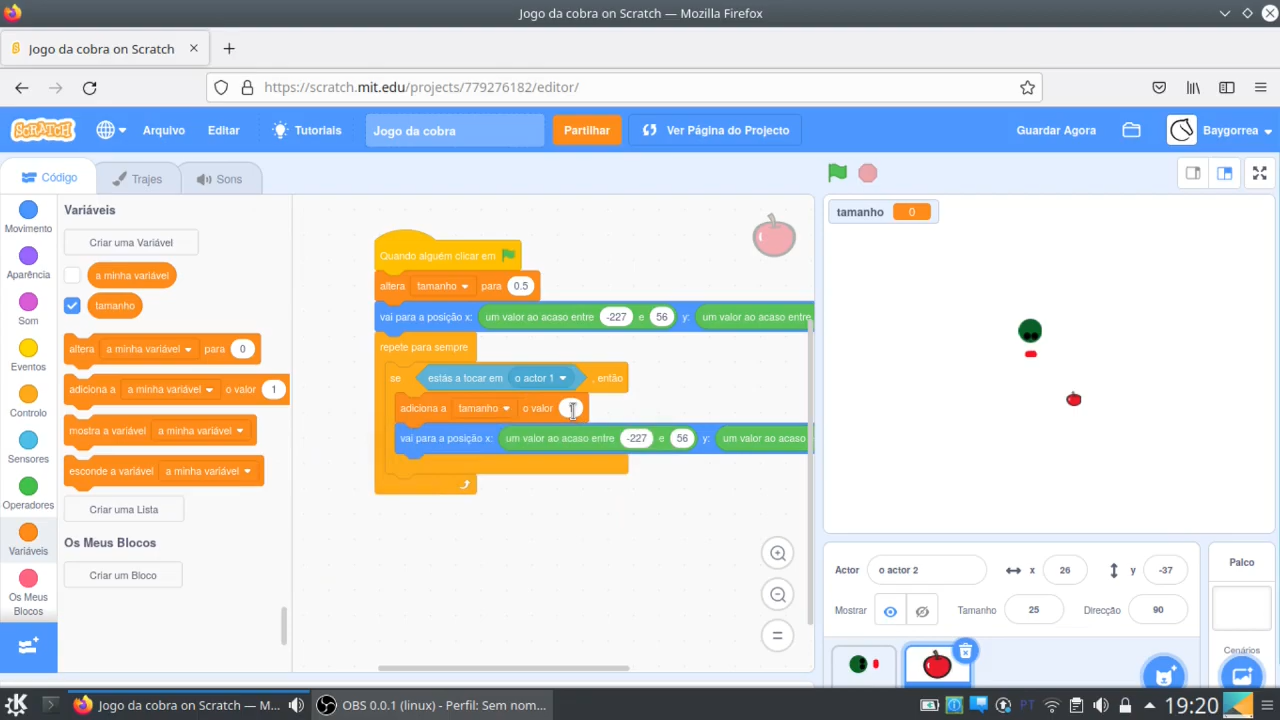 Jogo da cobra on Scratch — Mozilla Firefox
Jogo da cobra on Scratch
https://scratch.mit.edu/projects/779276182/editor/
SCRATCH
Arquivo
Editar
Tutoriais
Jogo da cobra
Partilhar
Ver Página do Projecto
Guardar Agora
Baygorrea
Código
Trajes
Sons
Movimento
Aparência
Som
Eventos
Controlo
Sensores
Operadores
Variáveis
Os Meus
Blocos
Variáveis
Criar uma Variável
a minha variável
tamanho
altera a minha variável para 0
adiciona a a minha variável o valor 1
mostra a variável a minha variável
esconde a variável a minha variável
Criar uma Lista
Os Meus Blocos
Criar um Bloco
Quando alguém clicar em
altera tamanho para 0.5
vai para a posição x: um valor ao acaso entre -227 e 56 y: um valor ao acaso entre
repete para sempre
se estás a tocar em o actor 1 , então
adiciona a tamanho o valor
vai para a posição x: um valor ao acaso entre -227 e 56 y: um valor ao acaso
tamanho 0
Actor o actor 2 x 26 y -37
Mostrar Tamanho 25 Direcção 90
Palco
Cenários
Jogo da cobra on Scratch — M...
OBS 0.0.1 (linux) - Perfil: Sem nom...
PT
19:20